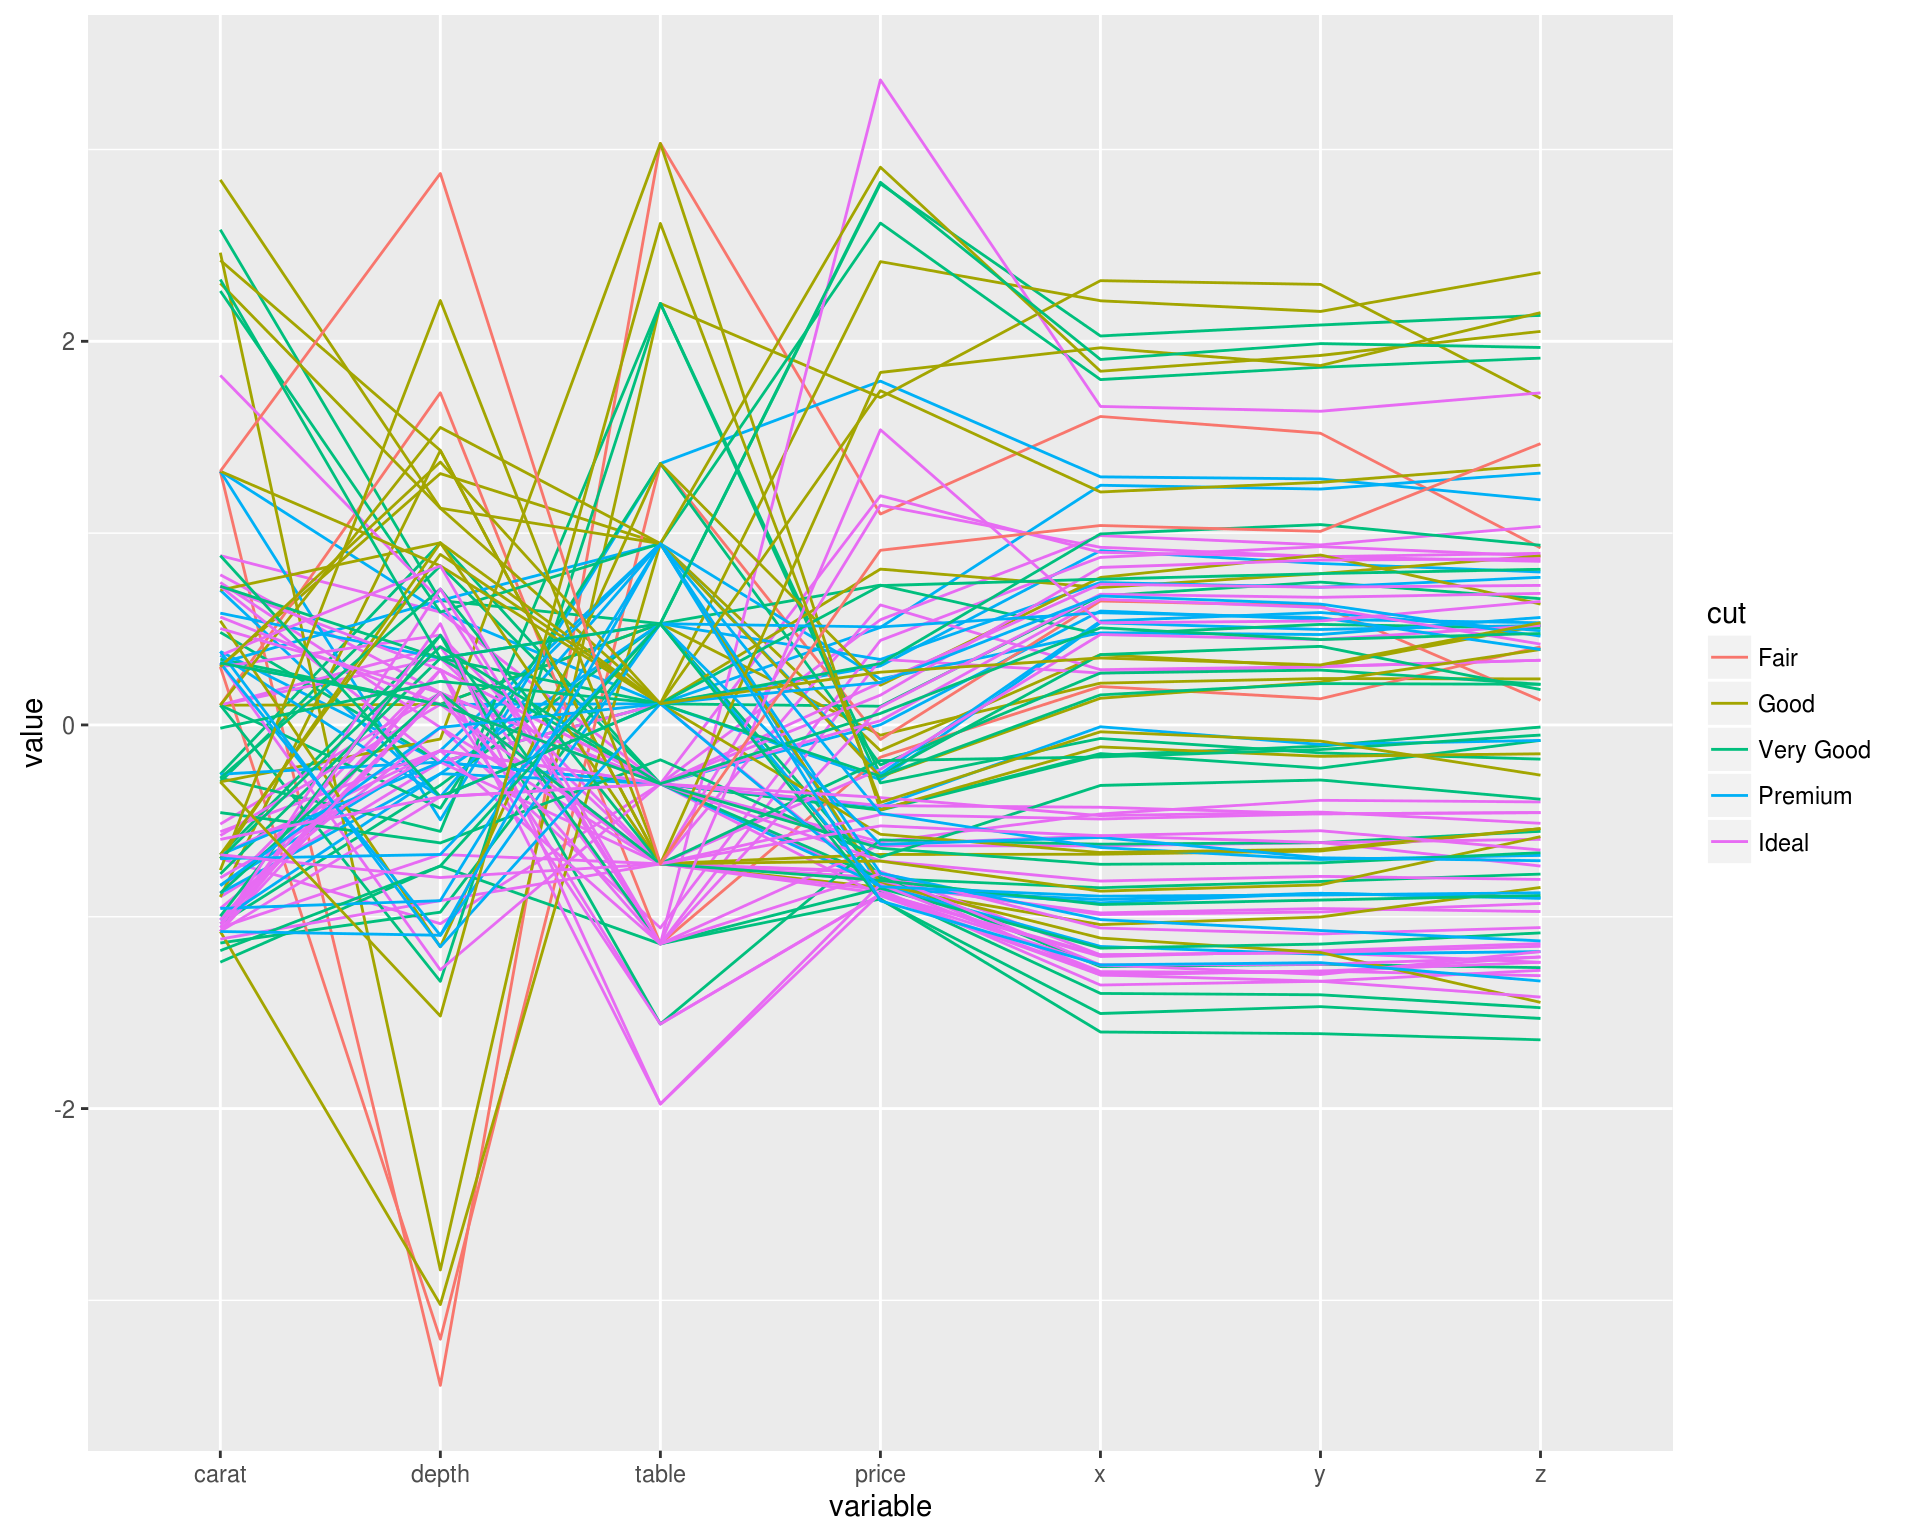 value
2
0
-2
carat depth table price x y z
variable
cut
Fair
Good
Very Good
Premium
Ideal